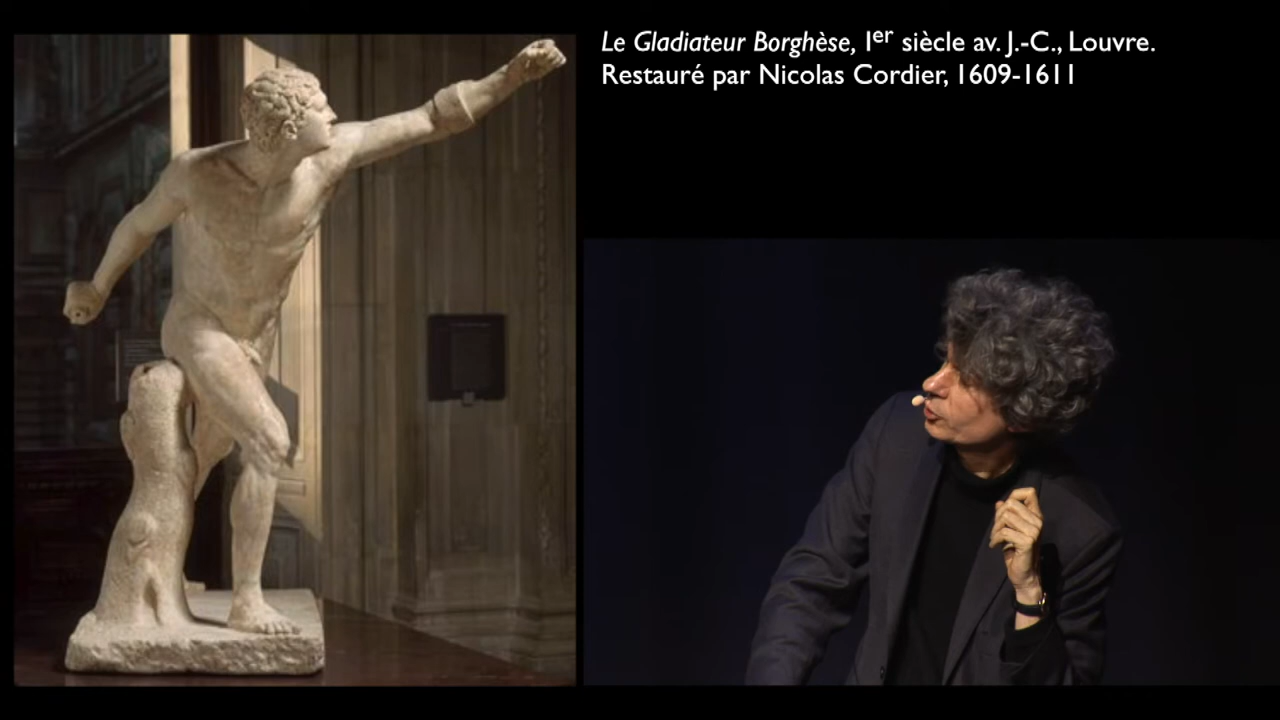 Le Gladiateur Borghèse, Ier siècle av. J.-C., Louvre.
Restauré par Nicolas Cordier, 1609-1611